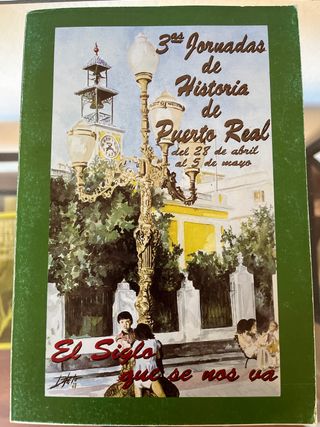 3ªˢ Jornadas
de
Historia
de
Puerto Real
del 28 de abril
al 5 de mayo
El Siglo
que se nos va